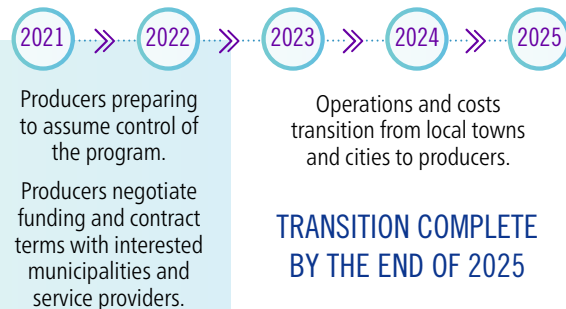 2021 2022 2023 2024 2025
Producers preparing
to assume control of
the program.
Producers negotiate
funding and contract
terms with interested
municipalities and
service providers.
Operations and costs
transition from local towns
and cities to producers.
TRANSITION COMPLETE
BY THE END OF 2025